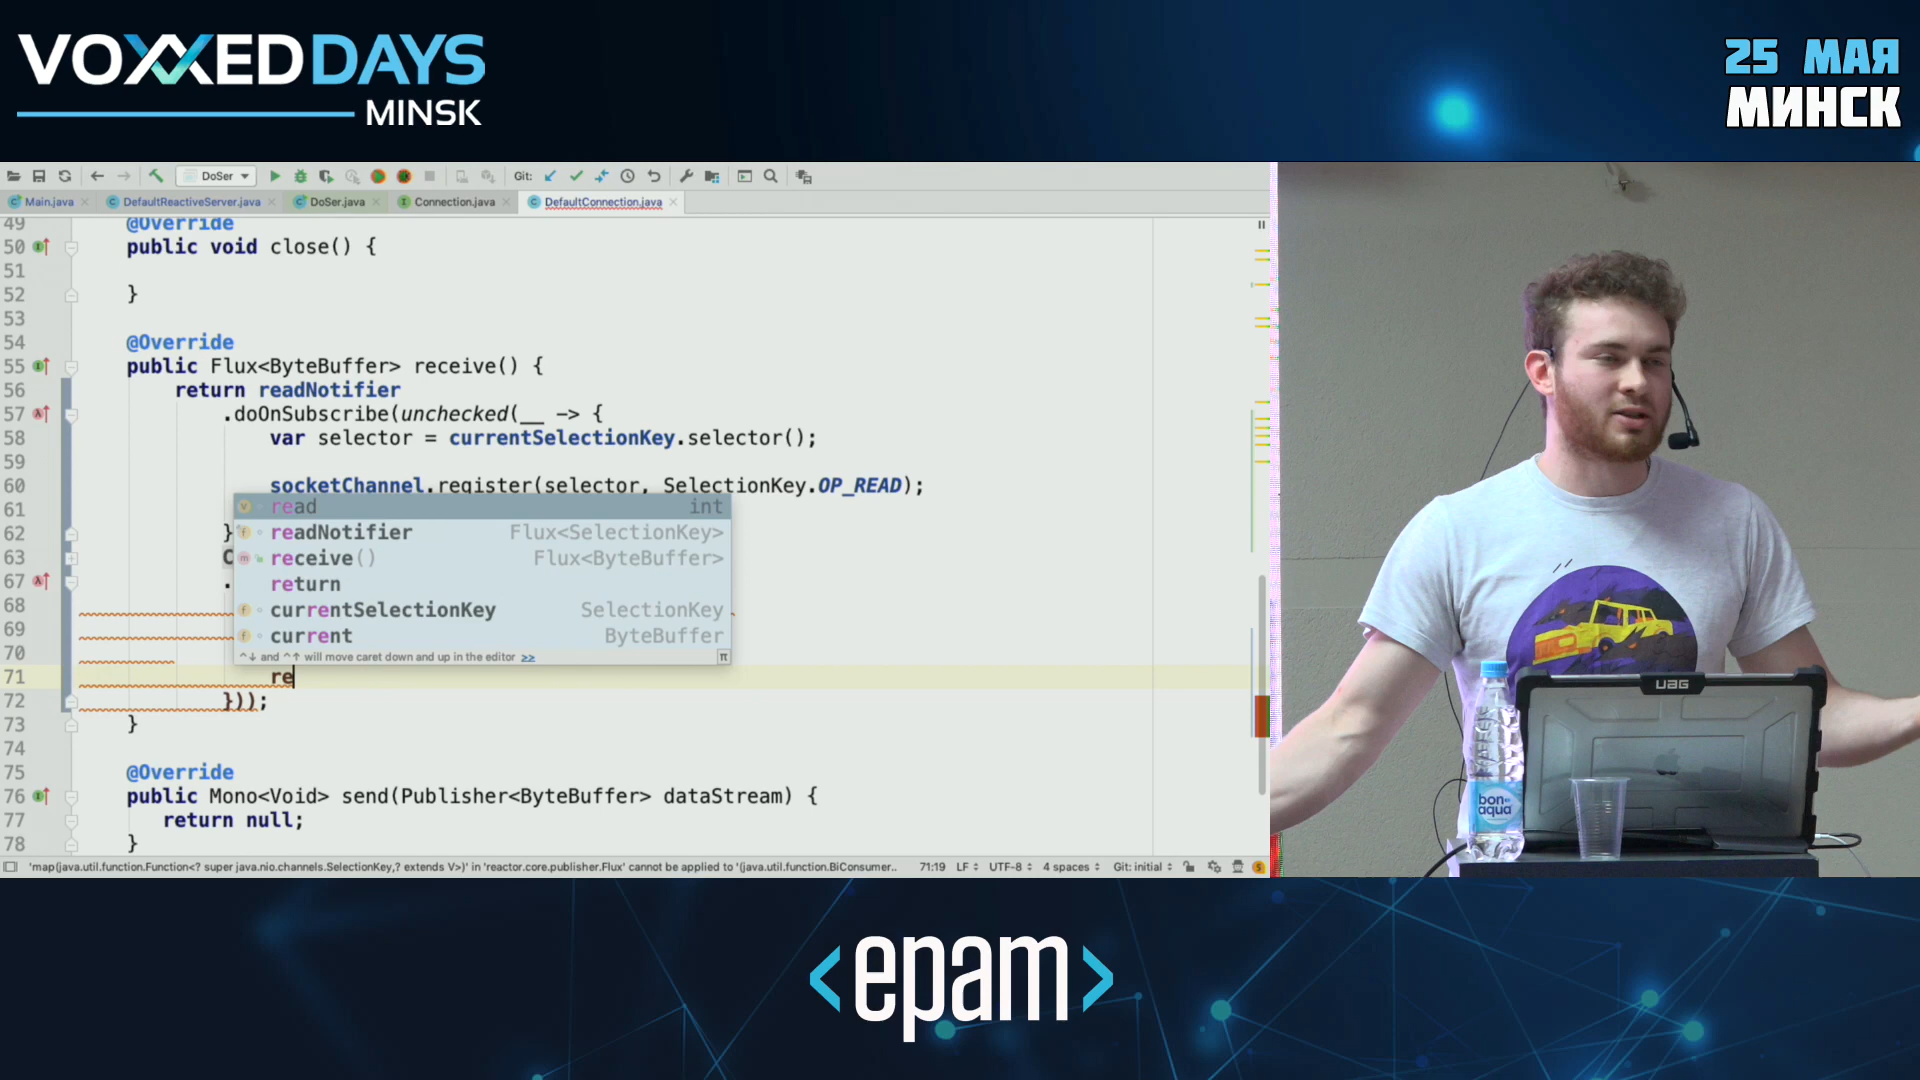 VOXXEDDAYS
MINSK
25 МАЯ
МИНСК
DoSer
Git:
Main.java
DefaultReactiveServer.java
DoSer.java
Connection.java
DefaultConnection.java
49 @Override
50 public void close() {
51
52 }
53
54 @Override
55 public Flux<ByteBuffer> receive() {
56 return readNotifier
57 .doOnSubscribe(unchecked(__ -> {
58 var selector = currentSelectionKey.selector();
59
60 socketChannel.register(selector, SelectionKey.OP_READ);
61
read int
readNotifier Flux<SelectionKey>
62 }
63 C
receive() Flux<ByteBuffer>
67 .
return
68
currentSelectionKey SelectionKey
69
current ByteBuffer
70
^↓ and ^↑ will move caret down and up in the editor >> π
71 re
72 }));
73 }
74
75 @Override
76 public Mono<Void> send(Publisher<ByteBuffer> dataStream) {
77 return null;
78 }
'map(java.util.function.Function<? super java.nio.channels.SelectionKey,? extends V>)' in 'reactor.core.publisher.Flux' cannot be applied to '(java.util.function.BiConsumer.. 71:19 LF UTF-8 4 spaces Git: initial
UAG
bon
aqua
<epam>